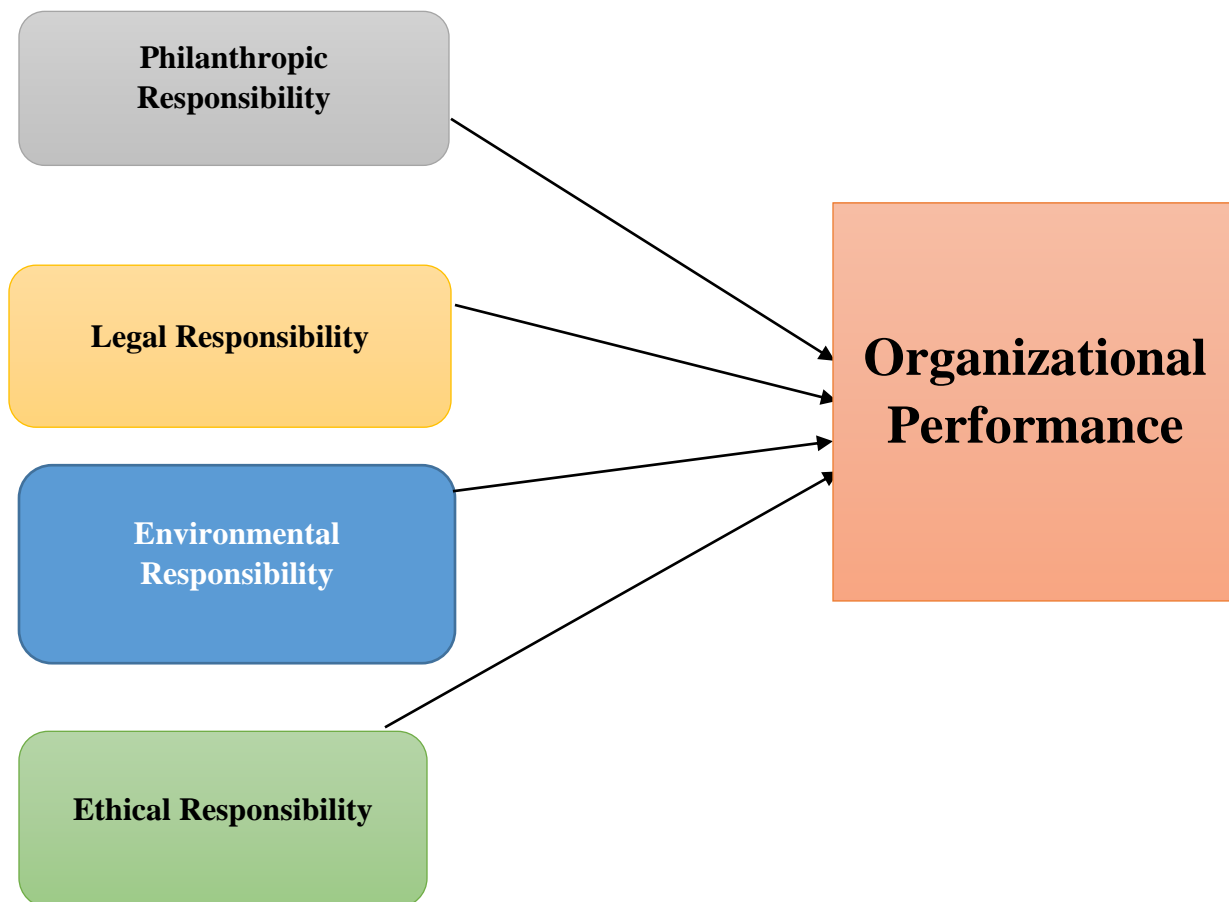 Philanthropic
Responsibility
Legal Responsibility
Environmental
Responsibility
Ethical Responsibility
Organizational
Performance